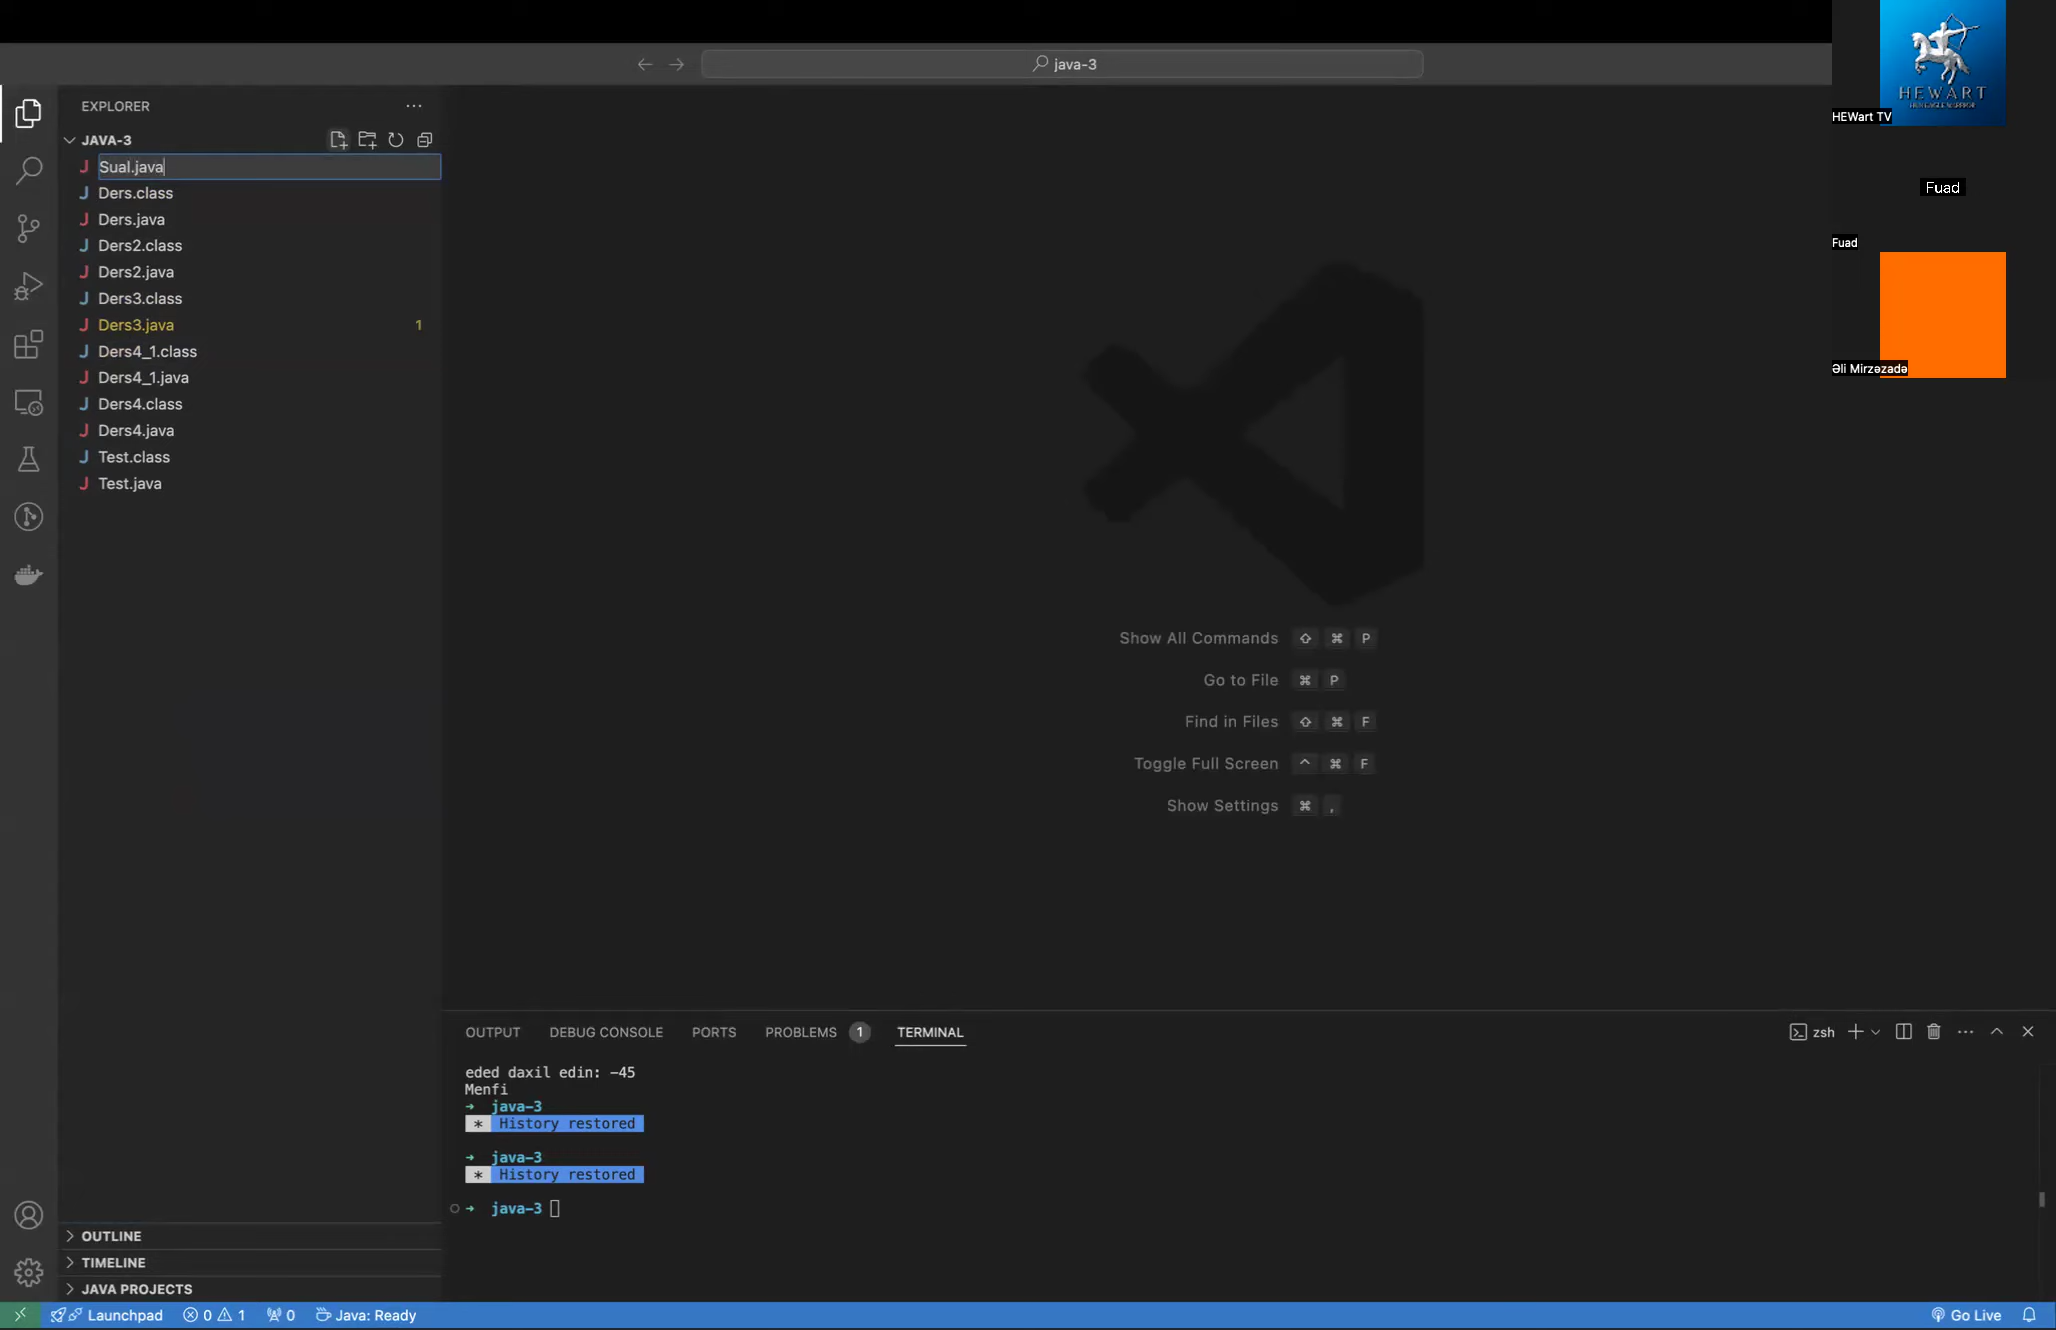 java-3
HEWART
HEWart TV
Fuad
Fuad
Əli Mirzəzadə
EXPLORER
JAVA-3
Sual.java
Ders.class
Ders.java
Ders2.class
Ders2.java
Ders3.class
Ders3.java 1
Ders4_1.class
Ders4_1.java
Ders4.class
Ders4.java
Test.class
Test.java
Show All Commands ⇧ ⌘ P
Go to File ⌘ P
Find in Files ⇧ ⌘ F
Toggle Full Screen ^ ⌘ F
Show Settings ⌘ ,
OUTPUT DEBUG CONSOLE PORTS PROBLEMS 1 TERMINAL
zsh
eded daxil edin: -45
Menfi
→ java-3
* History restored
→ java-3
* History restored
→ java-3
OUTLINE
TIMELINE
JAVA PROJECTS
Launchpad 0 1 0 Java: Ready
Go Live